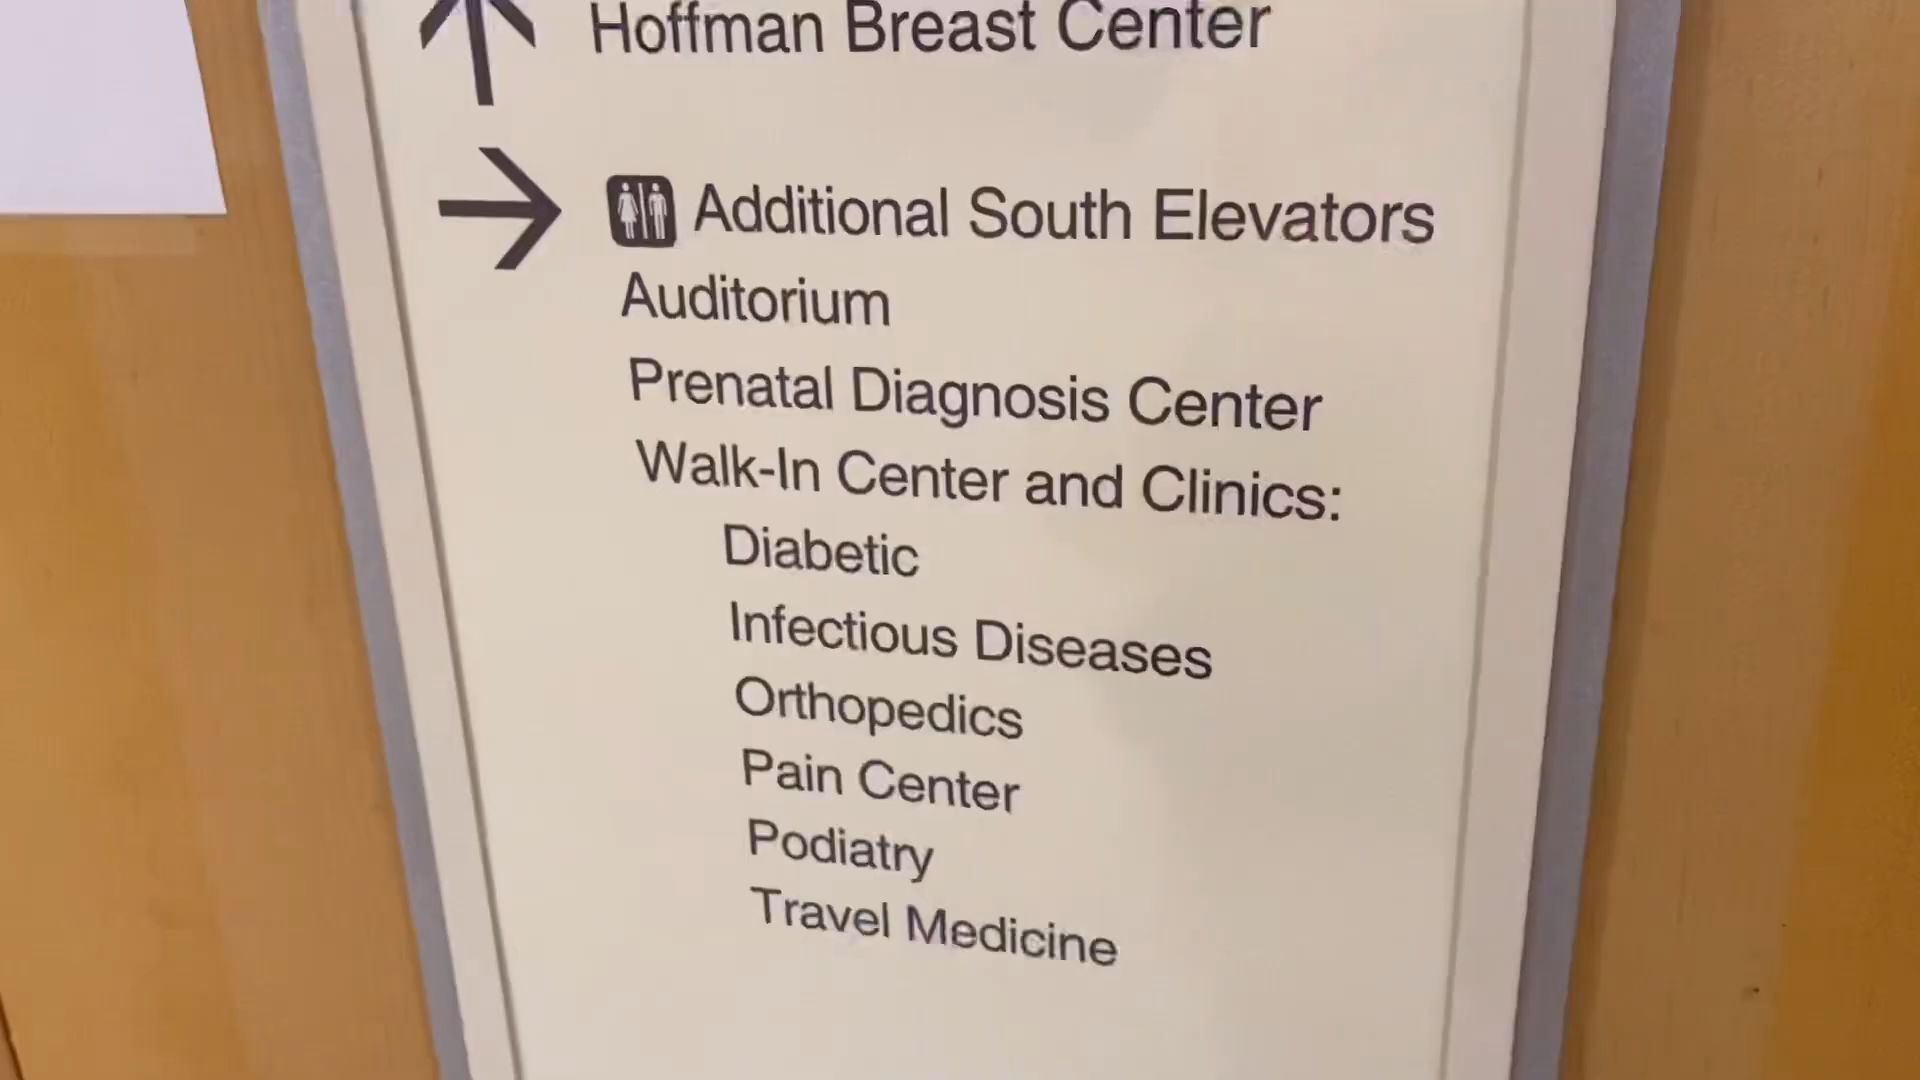 Hoffman Breast Center
Additional South Elevators
Auditorium
Prenatal Diagnosis Center
Walk-In Center and Clinics:
Diabetic
Infectious Diseases
Orthopedics
Pain Center
Podiatry
Travel Medicine